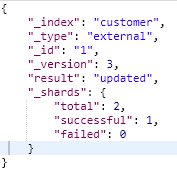 {
    "_index": "customer",
    "_type": "external",
    "_id": "1",
    "_version": 3,
    "result": "updated",
    "_shards": {
        "total": 2,
        "successful": 1,
        "failed": 0
    }
}